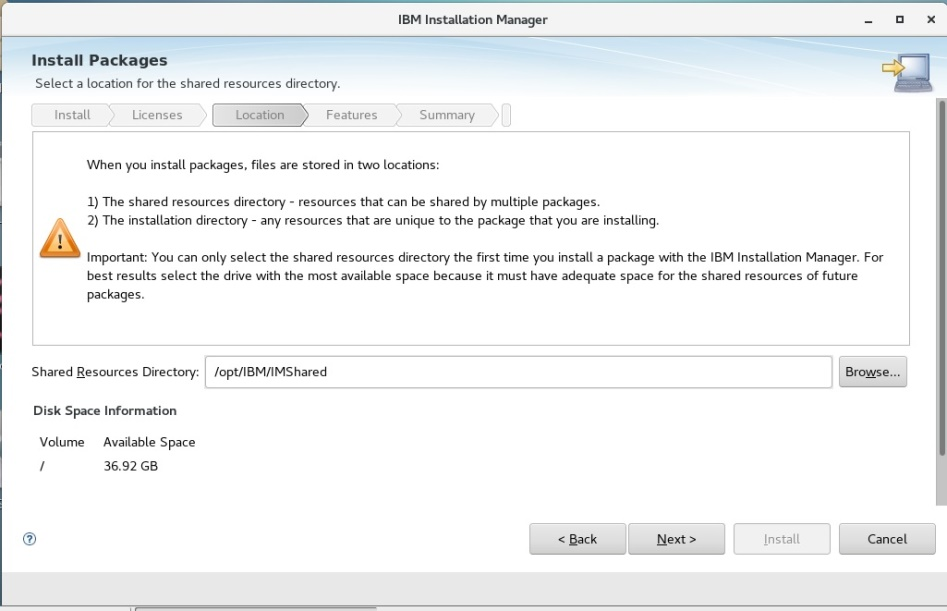 IBM Installation Manager
Install Packages
Select a location for the shared resources directory.
Install Licenses Location Features Summary
When you install packages, files are stored in two locations:
1) The shared resources directory - resources that can be shared by multiple packages.
2) The installation directory - any resources that are unique to the package that you are installing.
Important: You can only select the shared resources directory the first time you install a package with the IBM Installation Manager. For
best results select the drive with the most available space because it must have adequate space for the shared resources of future
packages.
Shared Resources Directory: /opt/IBM/IMShared Browse...
Disk Space Information
Volume Available Space
/ 36.92 GB
? < Back Next > Install Cancel